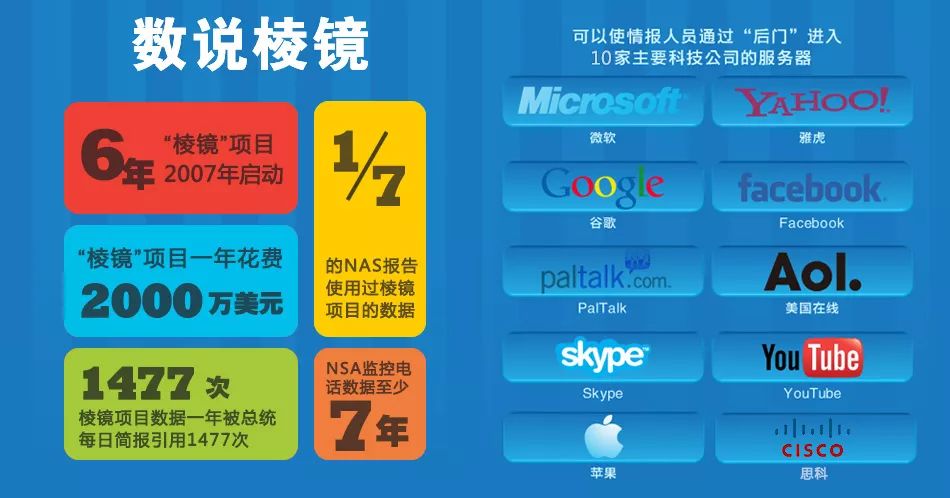 数说棱镜
6年
“棱镜”项目
2007年启动
“棱镜”项目一年花费
2000万美元
1477次
棱镜项目数据一年被总统
每日简报引用1477次
1/7
的NAS报告
使用过棱镜
项目的数据
NSA监控电
话数据至少
7年
可以使情报人员通过“后门”进入
10家主要科技公司的服务器
Microsoft
微软
YAHOO!
雅虎
Google
谷歌
facebook
Facebook
paltalk.com
PalTalk
Aol.
美国在线
skype
Skype
YouTube
YouTube
苹果
CISCO
思科